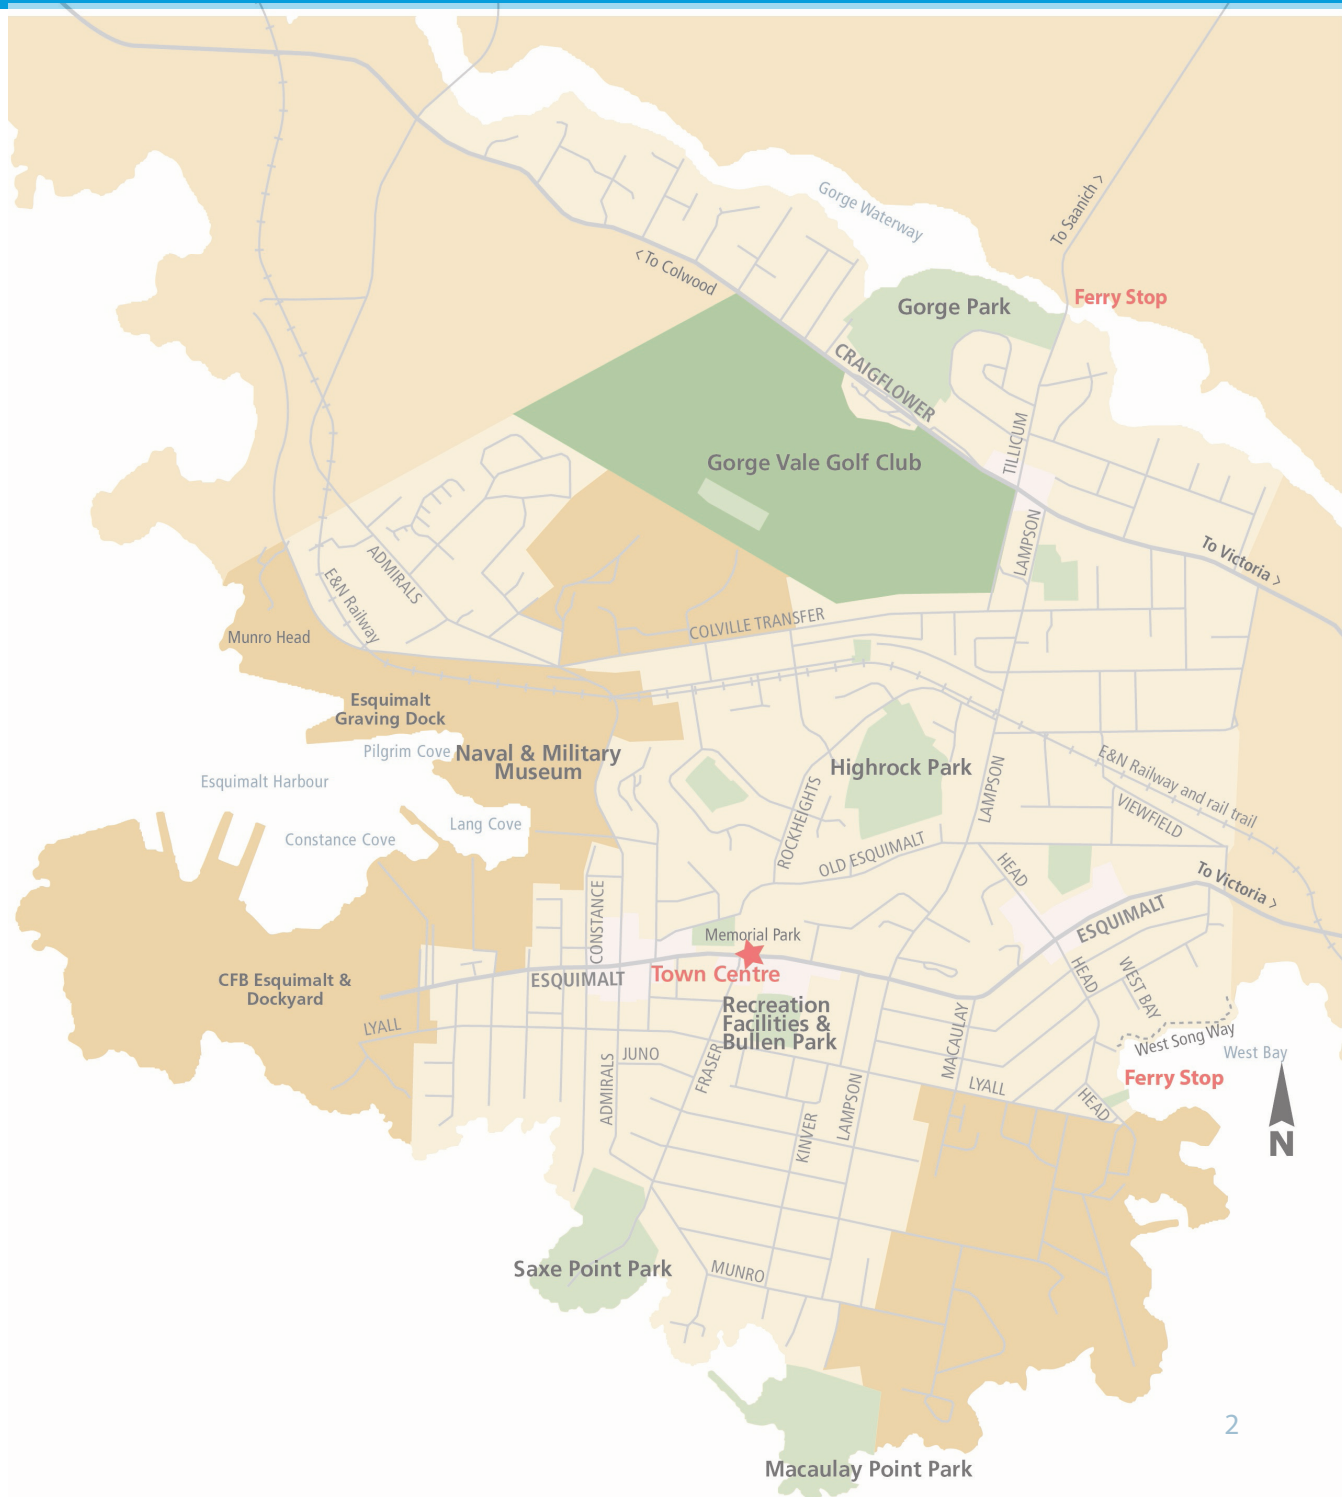 Gorge Waterway
To Saanich >
< To Colwood
Ferry Stop
Gorge Park
CRAIGFLOWER
TILLICUM
Gorge Vale Golf Club
LAMPSON
To Victoria >
ADMIRALS
E&N Railway
COLVILLE TRANSFER
Munro Head
Esquimalt
Graving Dock
Pilgrim Cove
Naval & Military
Museum
Highrock Park
E&N Railway and rail trail
Esquimalt Harbour
LAMPSON
ROCKHEIGHTS
VIEWFIELD
Lang Cove
Constance Cove
OLD ESQUIMALT
HEAD
To Victoria >
CONSTANCE
ESQUIMALT
Memorial Park
Town Centre
CFB Esquimalt &
Dockyard
ESQUIMALT
HEAD
WEST BAY
Recreation
Facilities &
Bullen Park
LYALL
MACAULAY
West Song Way
West Bay
JUNO
FRASER
Ferry Stop
ADMIRALS
LYALL
HEAD
LAMPSON
KINVER
N
Saxe Point Park
MUNRO
2
Macaulay Point Park